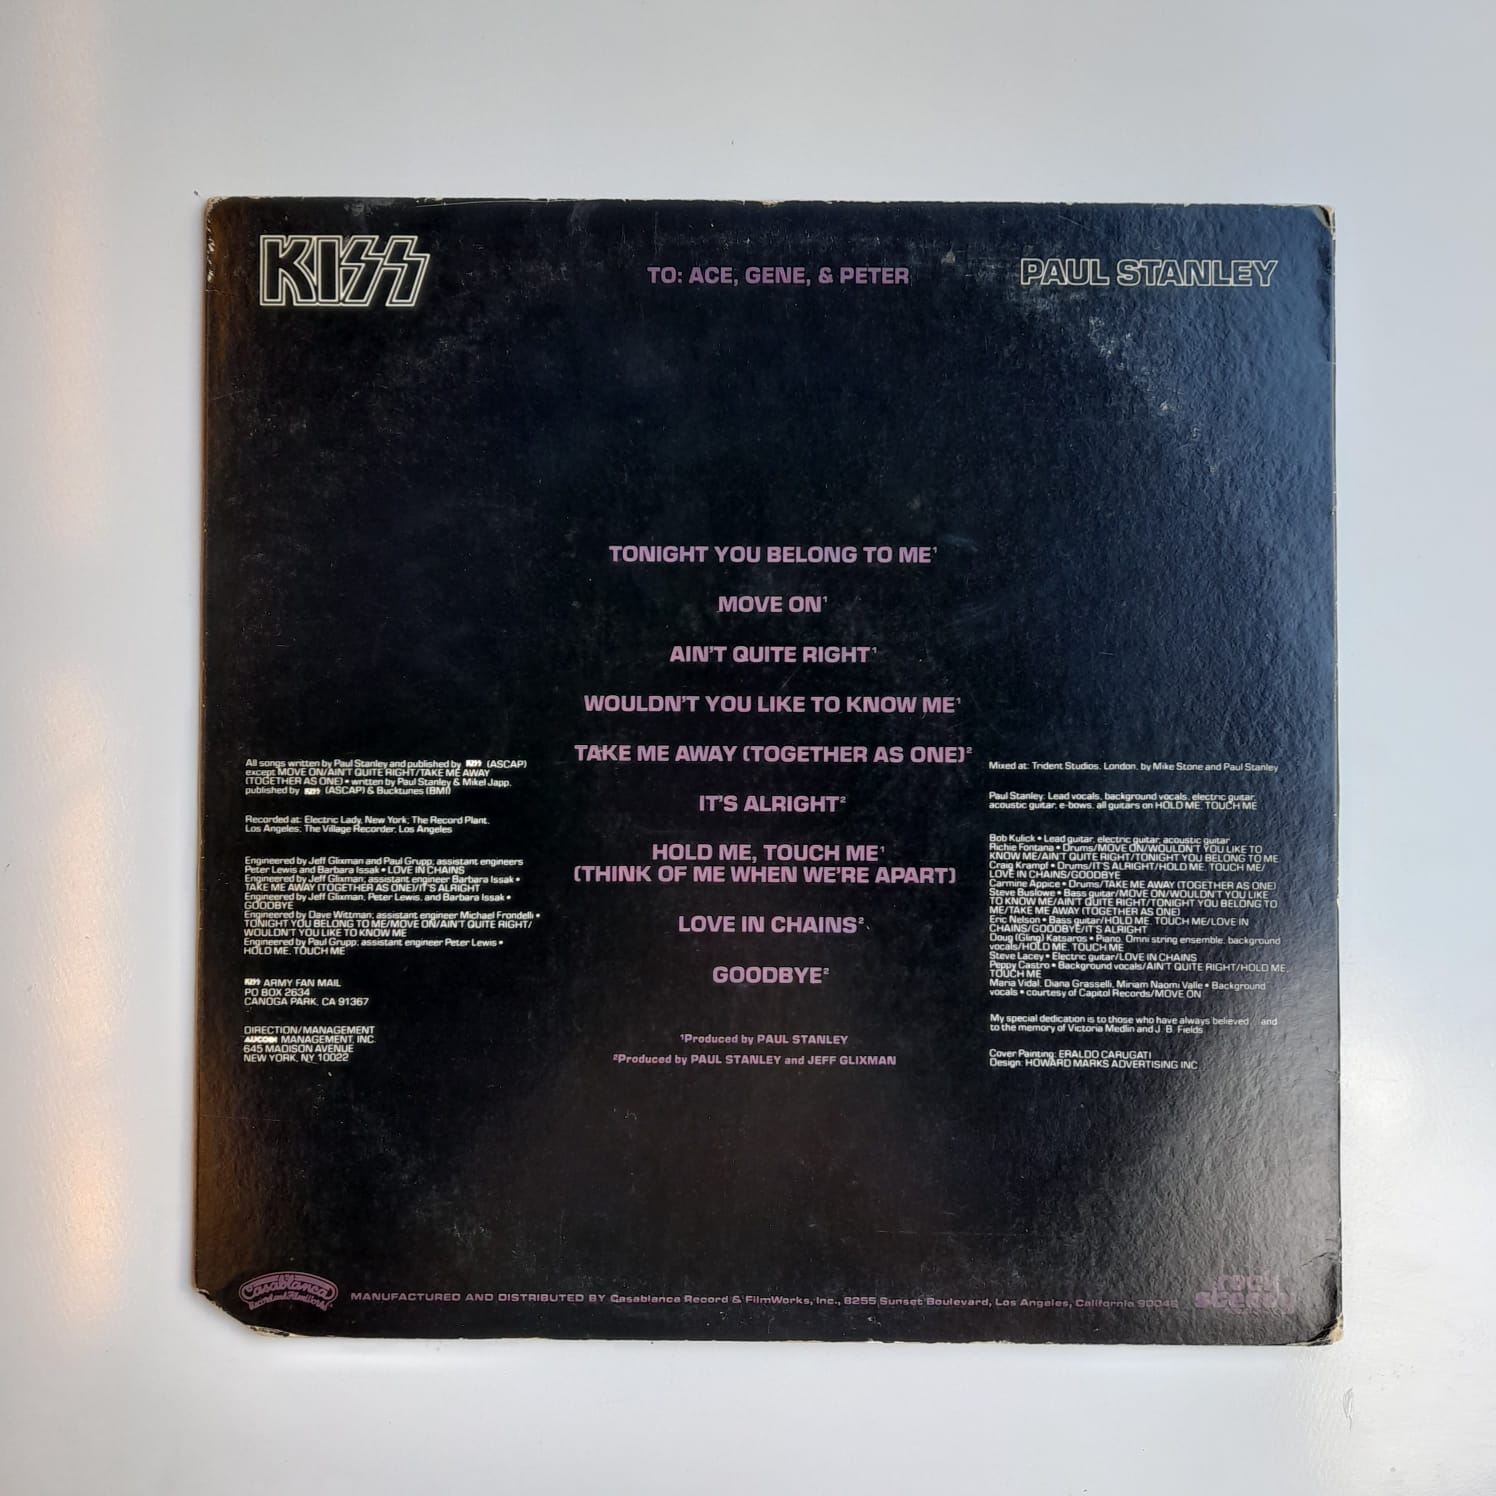 KISS
TO: ACE, GENE, & PETER
PAUL STANLEY
TONIGHT YOU BELONG TO ME¹
MOVE ON¹
AIN'T QUITE RIGHT¹
WOULDN'T YOU LIKE TO KNOW ME¹
TAKE ME AWAY (TOGETHER AS ONE)²
IT'S ALRIGHT²
HOLD ME, TOUCH ME¹
(THINK OF ME WHEN WE'RE APART)
LOVE IN CHAINS²
GOODBYE²
¹Produced by PAUL STANLEY
²Produced by PAUL STANLEY and JEFF GLIXMAN
All songs written by Paul Stanley and published by KISS (ASCAP)
except MOVE ON/AIN'T QUITE RIGHT/TAKE ME AWAY
(TOGETHER AS ONE) • written by Paul Stanley & Mikel Japp,
published by KISS (ASCAP) & Bucktunes (BMI)
Recorded at: Electric Lady, New York; The Record Plant,
Los Angeles; The Village Recorder, Los Angeles
Engineered by Jeff Glixman and Paul Grupp; assistant engineers
Peter Lewis and Barbara Issak • LOVE IN CHAINS
Engineered by Jeff Glixman; assistant engineer Barbara Issak •
TAKE ME AWAY (TOGETHER AS ONE)/IT'S ALRIGHT
Engineered by Jeff Glixman, Peter Lewis, and Barbara Issak •
GOODBYE
Engineered by Dave Wittman; assistant engineer Michael Frondelli •
TONIGHT YOU BELONG TO ME/MOVE ON/AIN'T QUITE RIGHT/
WOULDN'T YOU LIKE TO KNOW ME
Engineered by Paul Grupp; assistant engineer Peter Lewis •
HOLD ME, TOUCH ME
KISS ARMY FAN MAIL
PO BOX 2634
CANOGA PARK, CA 91367
DIRECTION/MANAGEMENT
AUCOIN MANAGEMENT, INC.
645 MADISON AVENUE
NEW YORK, NY 10022
Mixed at: Trident Studios, London, by Mike Stone and Paul Stanley
Paul Stanley: Lead vocals, background vocals, electric guitar,
acoustic guitar, e-bows, all guitars on HOLD ME, TOUCH ME
Bob Kulick • Lead guitar, electric guitar, acoustic guitar
Richie Fontana • Drums/MOVE ON/WOULDN'T YOU LIKE TO
KNOW ME/AIN'T QUITE RIGHT/TONIGHT YOU BELONG TO ME
Craig Krampf • Drums/IT'S ALRIGHT/HOLD ME, TOUCH ME/
LOVE IN CHAINS/GOODBYE
Carmine Appice • Drums/TAKE ME AWAY (TOGETHER AS ONE)
Steve Buslowe • Bass guitar/MOVE ON/WOULDN'T YOU LIKE
TO KNOW ME/AIN'T QUITE RIGHT/TONIGHT YOU BELONG TO
ME/TAKE ME AWAY (TOGETHER AS ONE)
Eric Nelson • Bass guitar/HOLD ME, TOUCH ME/LOVE IN
CHAINS/GOODBYE/IT'S ALRIGHT
Doug (Gling) Katsaros • Piano, Omni string ensemble, background
vocals/HOLD ME, TOUCH ME
Steve Lacey • Electric guitar/LOVE IN CHAINS
Peppy Castro • Background vocals/AIN'T QUITE RIGHT/HOLD ME,
TOUCH ME
Maria Vidal, Diana Grasselli, Miriam Naomi Valle • Background
vocals • courtesy of Capitol Records/MOVE ON
My special dedication is to those who have always believed...and
to the memory of Victoria Medlin and J. B. Fields
Cover Painting: ERALDO CARUGATI
Design: HOWARD MARKS ADVERTISING INC
Casablanca
Record and FilmWorks
MANUFACTURED AND DISTRIBUTED BY Casablanca Record & FilmWorks, Inc., 8255 Sunset Boulevard, Los Angeles, California 90046
rock
steady